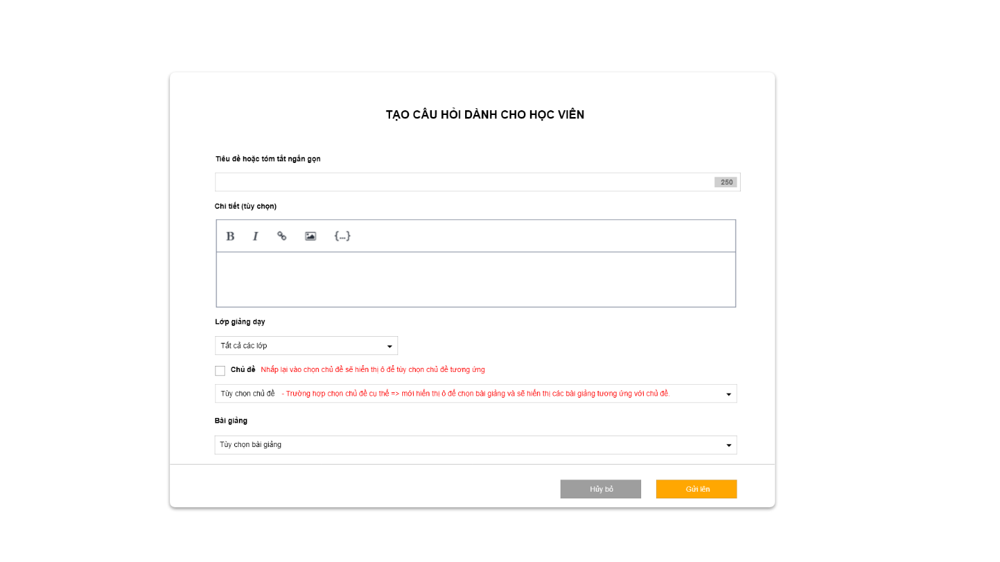 TẠO CÂU HỎI DÀNH CHO HỌC VIÊN
Tiêu đề hoặc tóm tắt ngắn gọn
250
Chi tiết (tùy chọn)
B I {...}
Lớp giảng dạy
Tất cả các lớp
Chủ đề Nhấp lại vào chọn chủ đề sẽ hiển thị ô để tùy chọn chủ đề tương ứng
Tùy chọn chủ đề - Trường hợp chọn chủ đề cụ thể => mới hiển thị ô để chọn bài giảng và sẽ hiển thị các bài giảng tương ứng với chủ đề.
Bài giảng
Tùy chọn bài giảng
Hủy bỏ Gửi lên